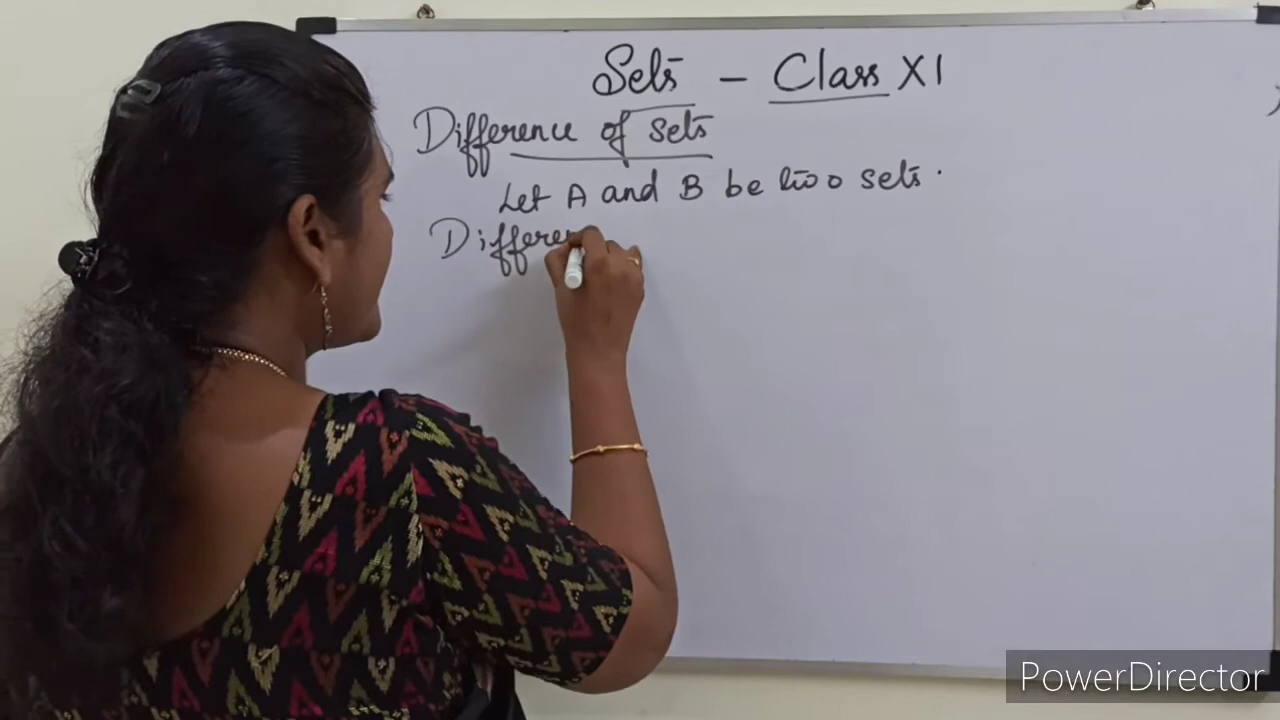 Sets - Class XI
Difference of sets
Let A and B be two sets.
Differen
PowerDirector